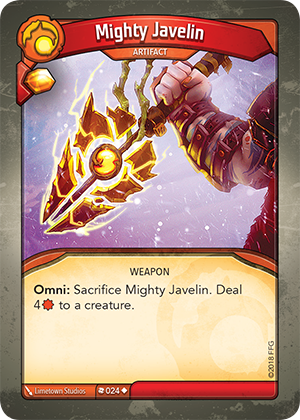 Mighty Javelin
ARTIFACT
WEAPON
Omni: Sacrifice Mighty Javelin. Deal
4 to a creature.
Limetown Studios
024
©2018 FFG